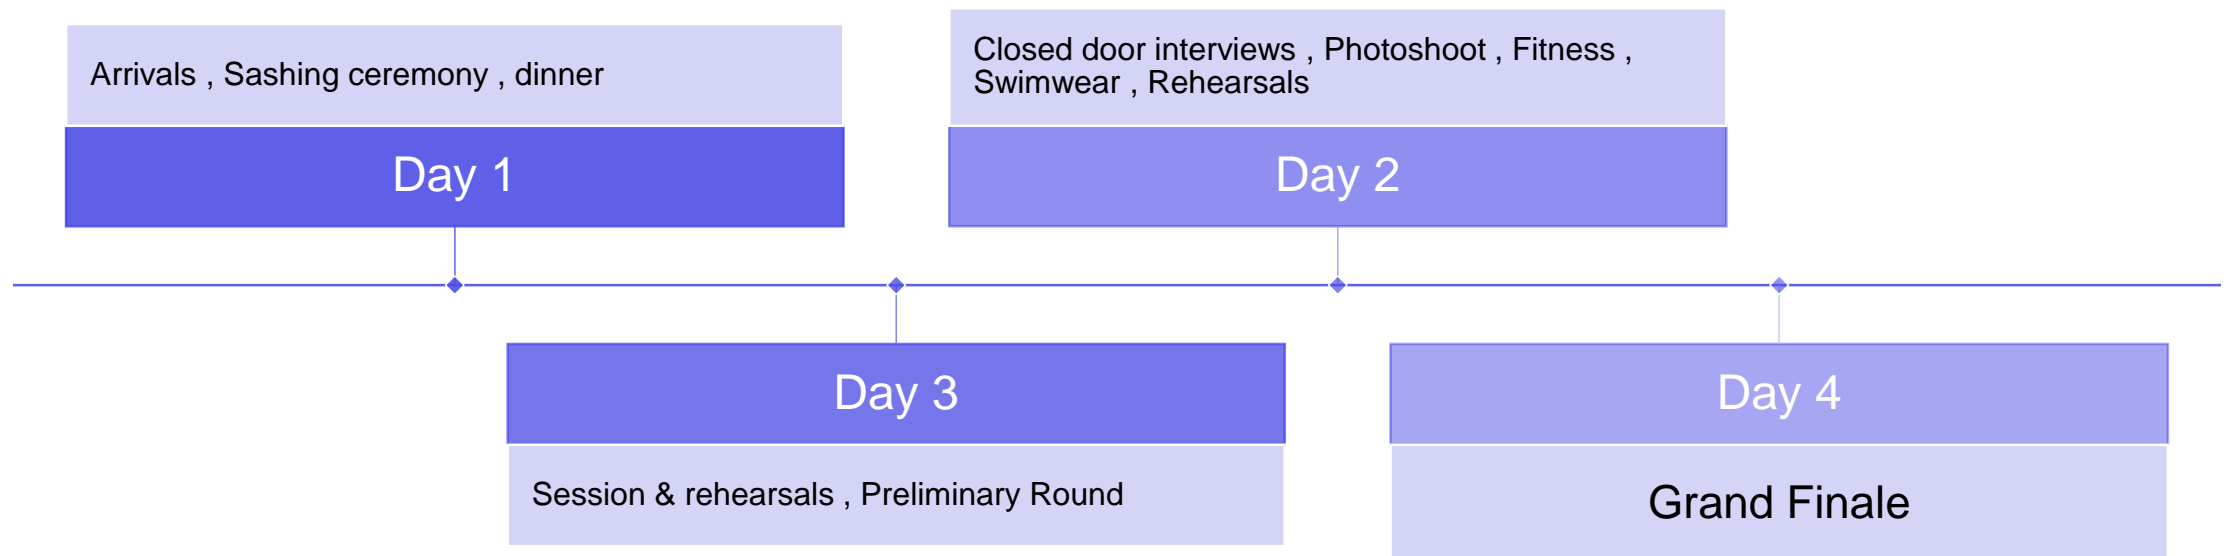 Arrivals , Sashing ceremony , dinner
Day 1
Closed door interviews , Photoshoot , Fitness ,
Swimwear , Rehearsals
Day 2
Day 3
Session & rehearsals , Preliminary Round
Day 4
Grand Finale